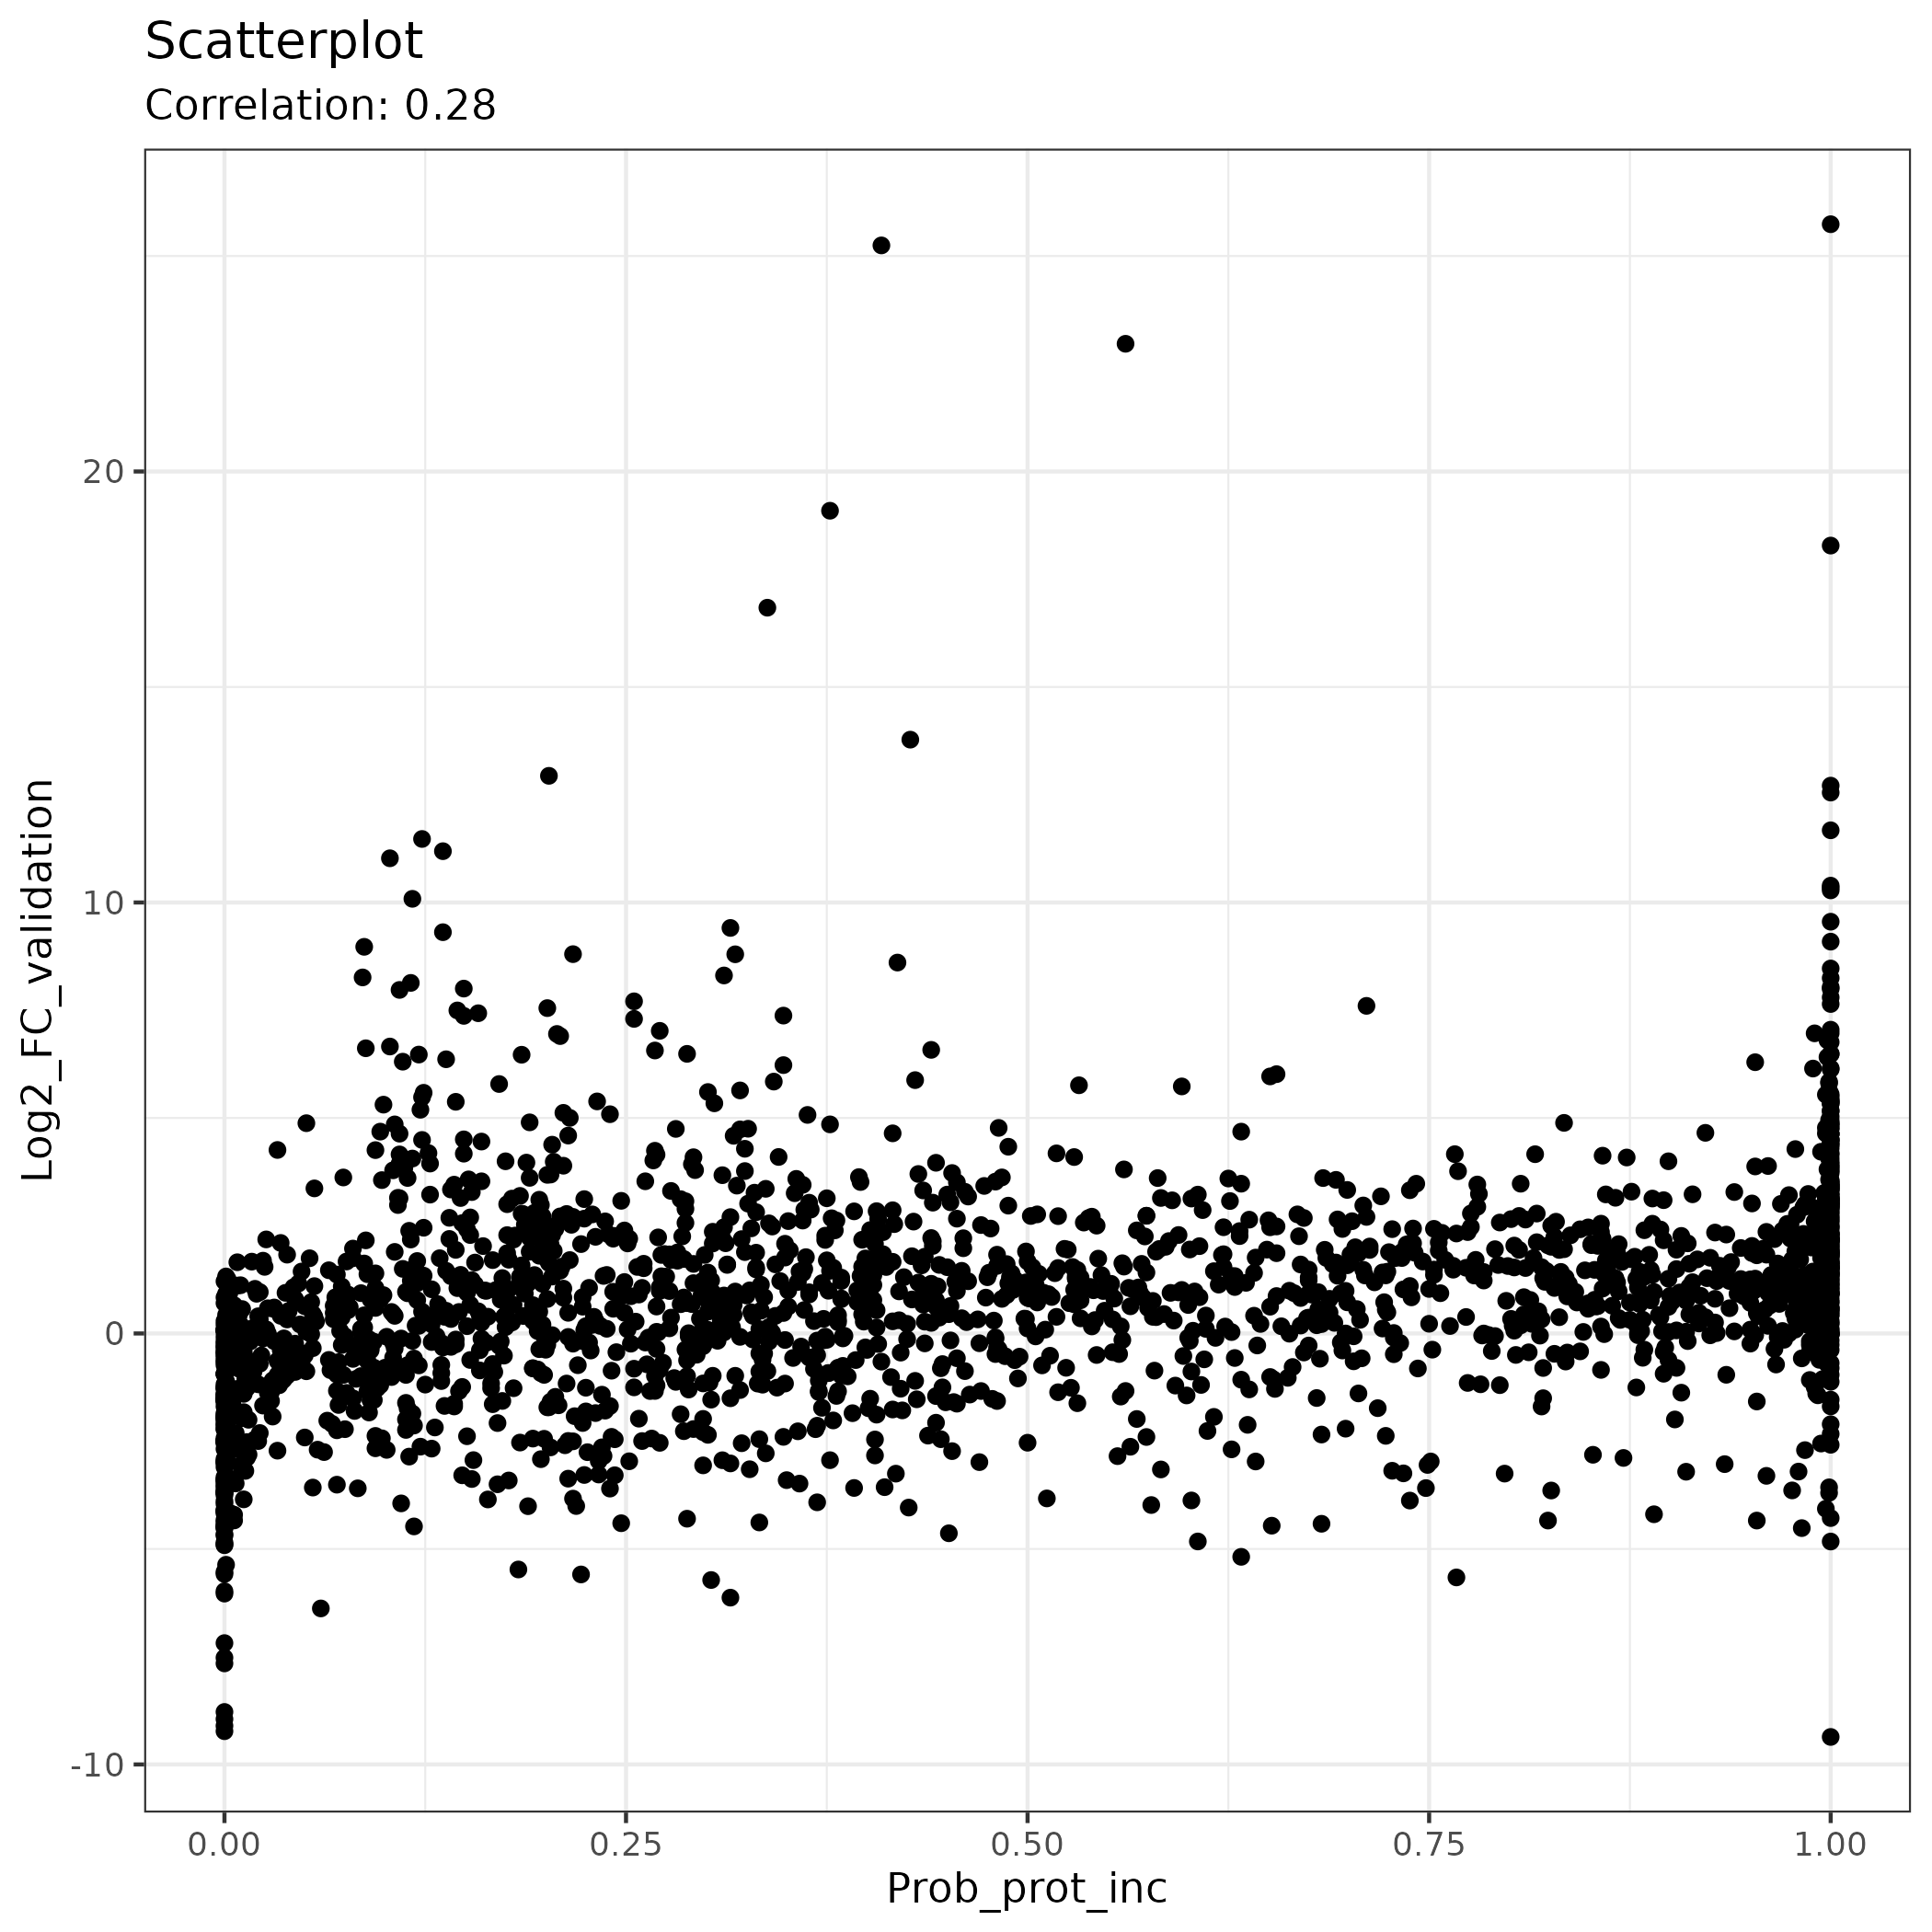 Scatterplot
Correlation: 0.28
Log2_FC_validation
20
10
0
-10
0.00 0.25 0.50 0.75 1.00
Prob_prot_inc